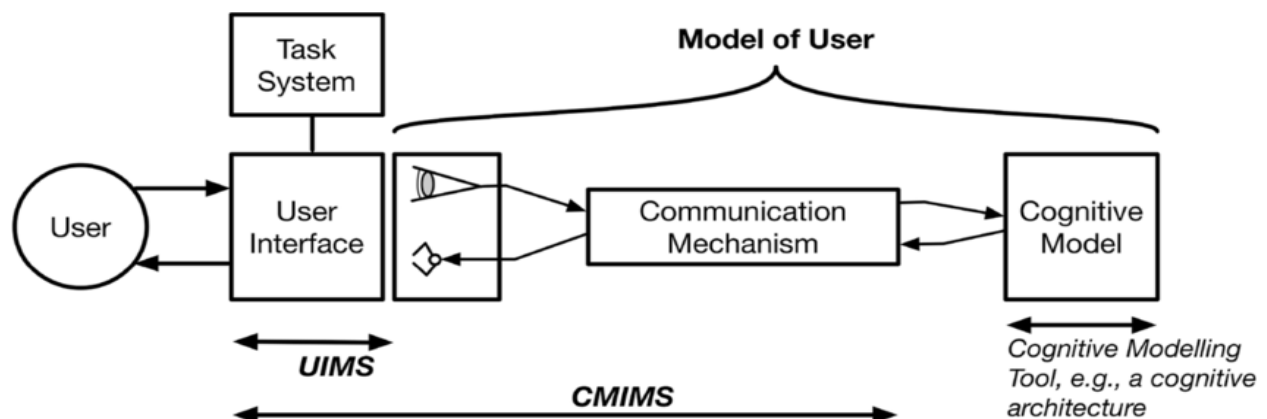 Model of User
Task
System
User
User
Interface
Communication
Mechanism
Cognitive
Model
UIMS
CMIMS
Cognitive Modelling
Tool, e.g., a cognitive
architecture